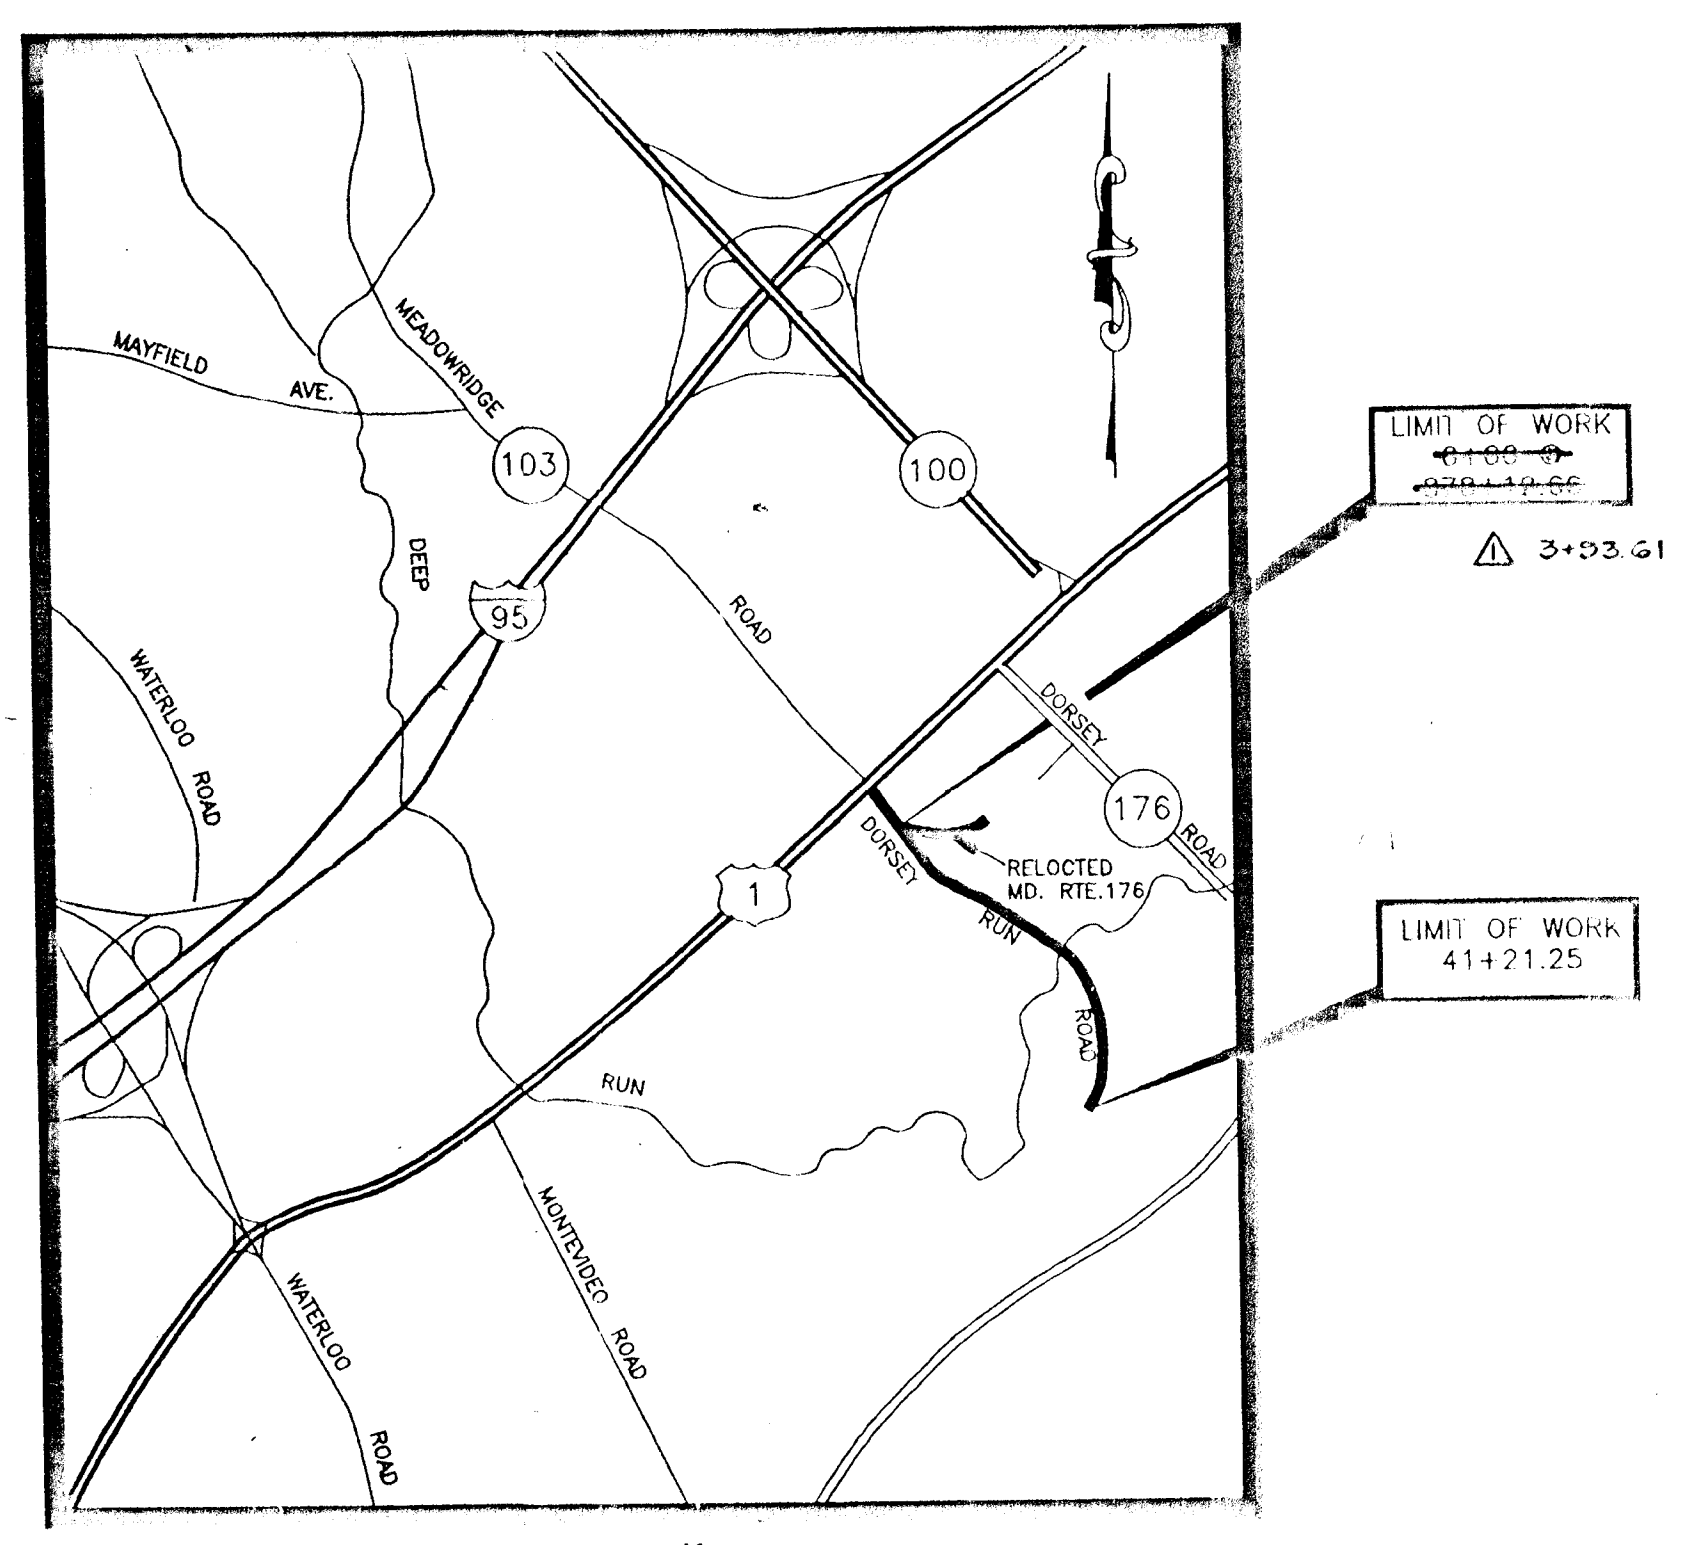 MAYFIELD
AVE.
MEADOWRIDGE
103
ROAD
100
DEEP
95
WATERLOO
ROAD
DORSEY
176
ROAD
DORSEY
RUN
ROAD
RELOCTED
MD. RTE.176
1
RUN
MONTEVIDEO
ROAD
WATERLOO
ROAD
LIMIT OF WORK
1 3+93.61
LIMIT OF WORK
41+21.25